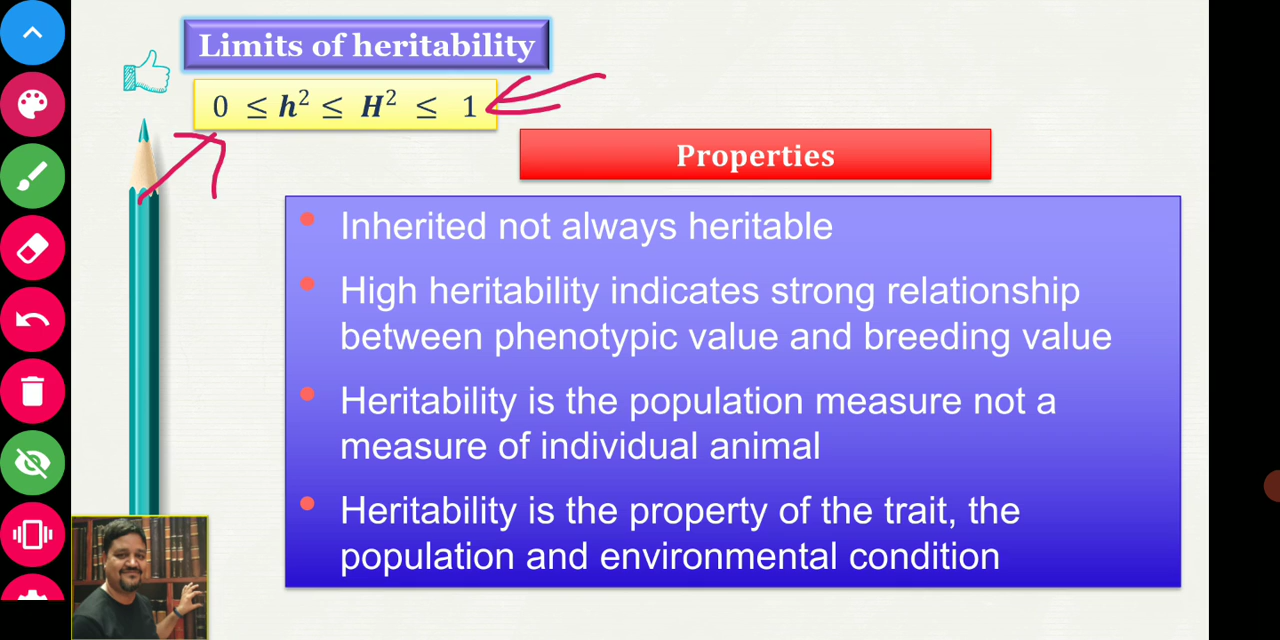 Limits of heritability
0 ≤ h² ≤ H² ≤ 1
Properties
• Inherited not always heritable
• High heritability indicates strong relationship
between phenotypic value and breeding value
• Heritability is the population measure not a
measure of individual animal
• Heritability is the property of the trait, the
population and environmental condition